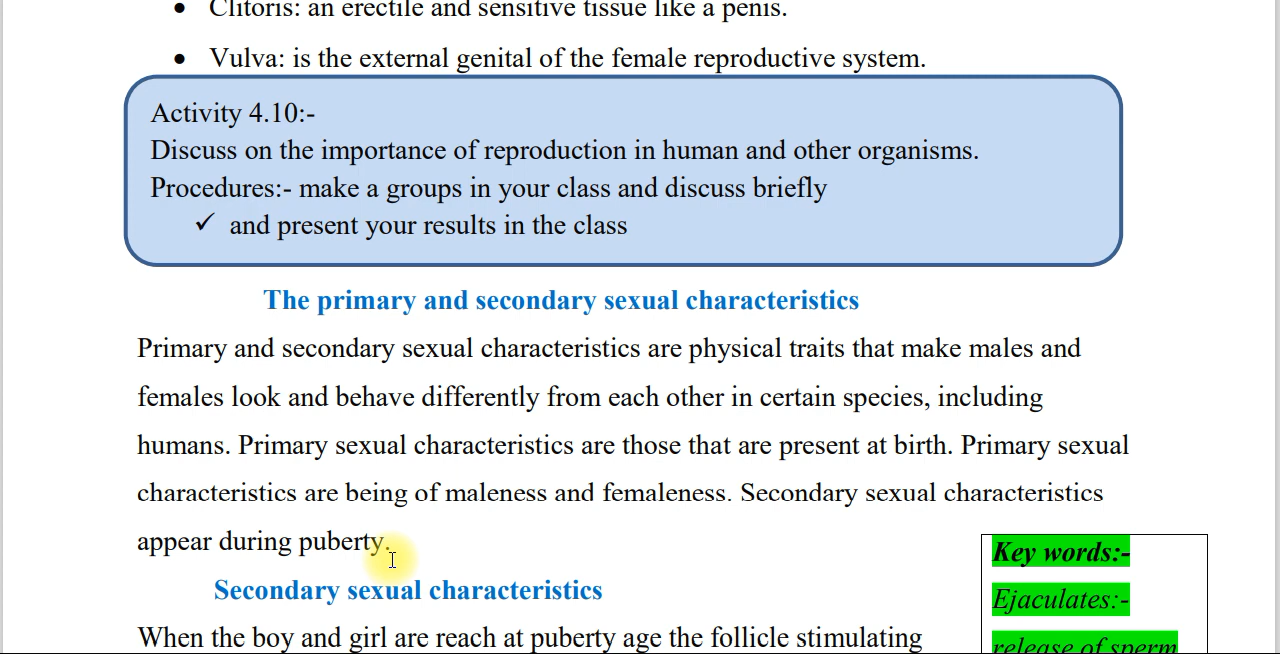 • Clitoris: an erectile and sensitive tissue like a penis.
• Vulva: is the external genital of the female reproductive system.
Activity 4.10:-
Discuss on the importance of reproduction in human and other organisms.
Procedures:- make a groups in your class and discuss briefly
✓ and present your results in the class
The primary and secondary sexual characteristics
Primary and secondary sexual characteristics are physical traits that make males and
females look and behave differently from each other in certain species, including
humans. Primary sexual characteristics are those that are present at birth. Primary sexual
characteristics are being of maleness and femaleness. Secondary sexual characteristics
appear during puberty.
Secondary sexual characteristics
When the boy and girl are reach at puberty age the follicle stimulating
Key words:-
Ejaculates:-
release of sperm